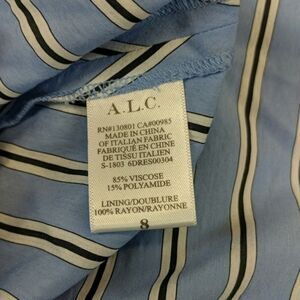 A.L.C.
RN#130801 CA#00985
MADE IN CHINA
OF ITALIAN FABRIC
FABRIQUÉ EN CHINE
DE TISSU ITALIEN
S-1803 6DRES00304
85% VISCOSE
15% POLYAMIDE
LINING/DOUBLURE
100% RAYON/RAYONNE
8